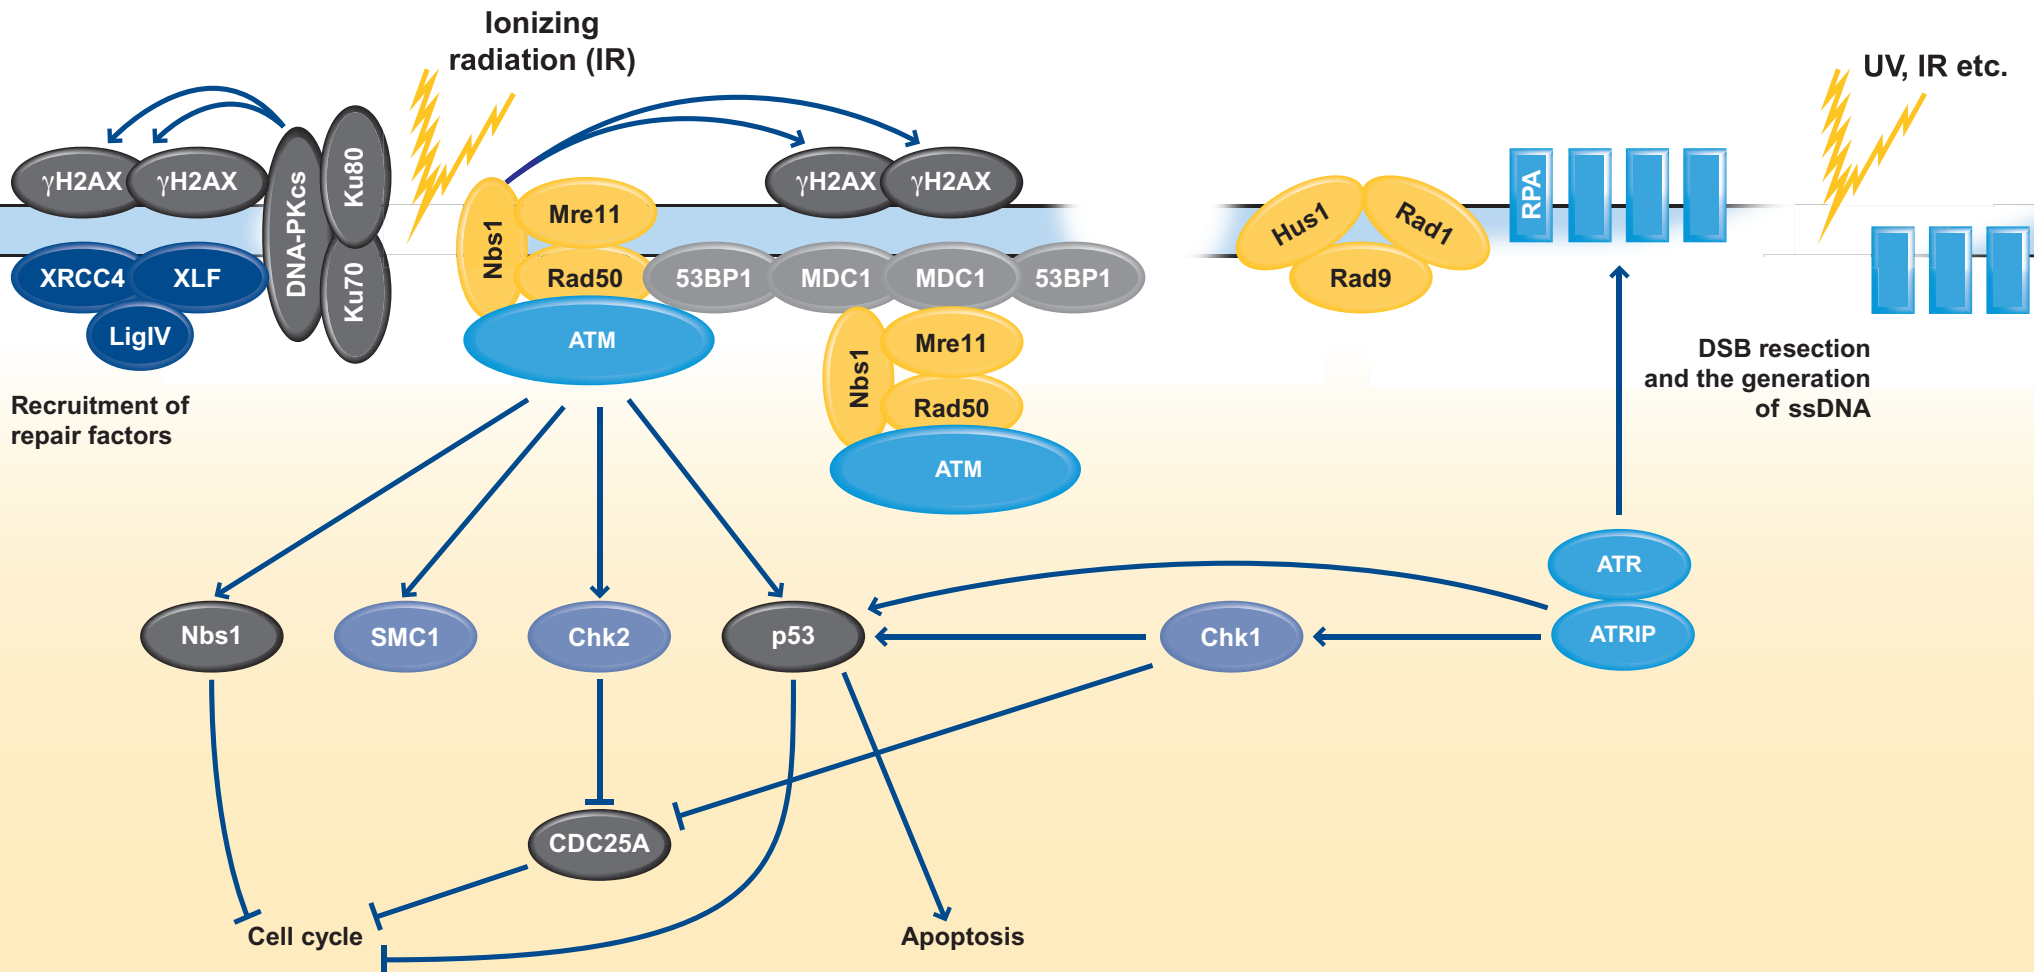 Ionizing
radiation (IR)
UV, IR etc.
γH2AX
γH2AX
DNA-PKcs
Ku80
Ku70
XRCC4
XLF
LigIV
Recruitment of
repair factors
Nbs1
Mre11
Rad50
ATM
γH2AX
γH2AX
53BP1
MDC1
MDC1
53BP1
Nbs1
Mre11
Rad50
ATM
Hus1
Rad1
Rad9
RPA
DSB resection
and the generation
of ssDNA
ATR
ATRIP
Nbs1
SMC1
Chk2
p53
Chk1
CDC25A
Cell cycle
Apoptosis